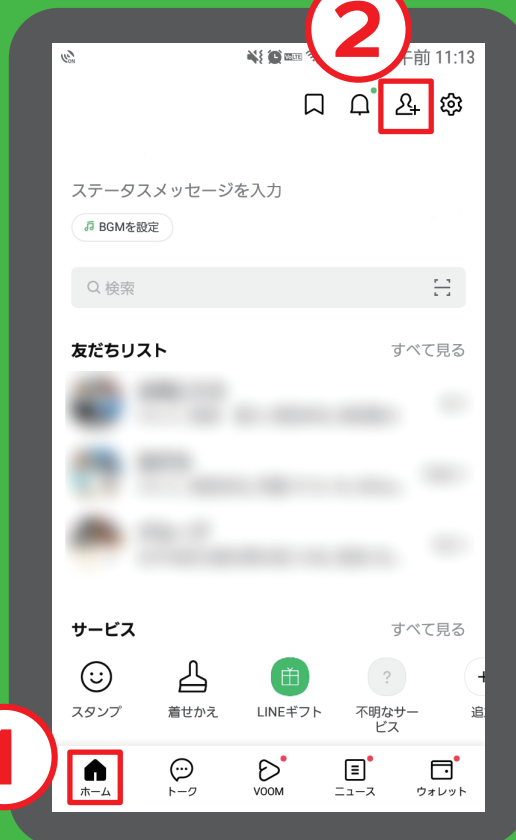 2
午前 11:13
ステータスメッセージを入力
BGMを設定
検索
友だちリスト
すべて見る
サービス
すべて見る
スタンプ
着せかえ
LINEギフト
不明なサー
ビス
1
ホーム
トーク
VOOM
ニュース
ウォレット